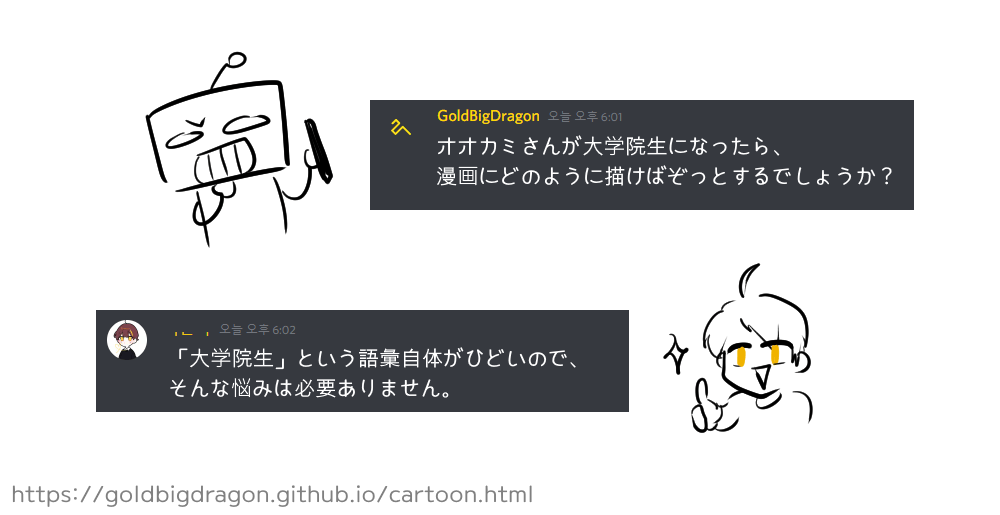 GoldBigDragon 오늘 오후 6:01
オオカミさんが大学院生になったら、
漫画にどのように描けばぞっとするでしょうか？
오늘 오후 6:02
「大学院生」という語彙自体がひどいので、
そんな悩みは必要ありません。
https://goldbigdragon.github.io/cartoon.html